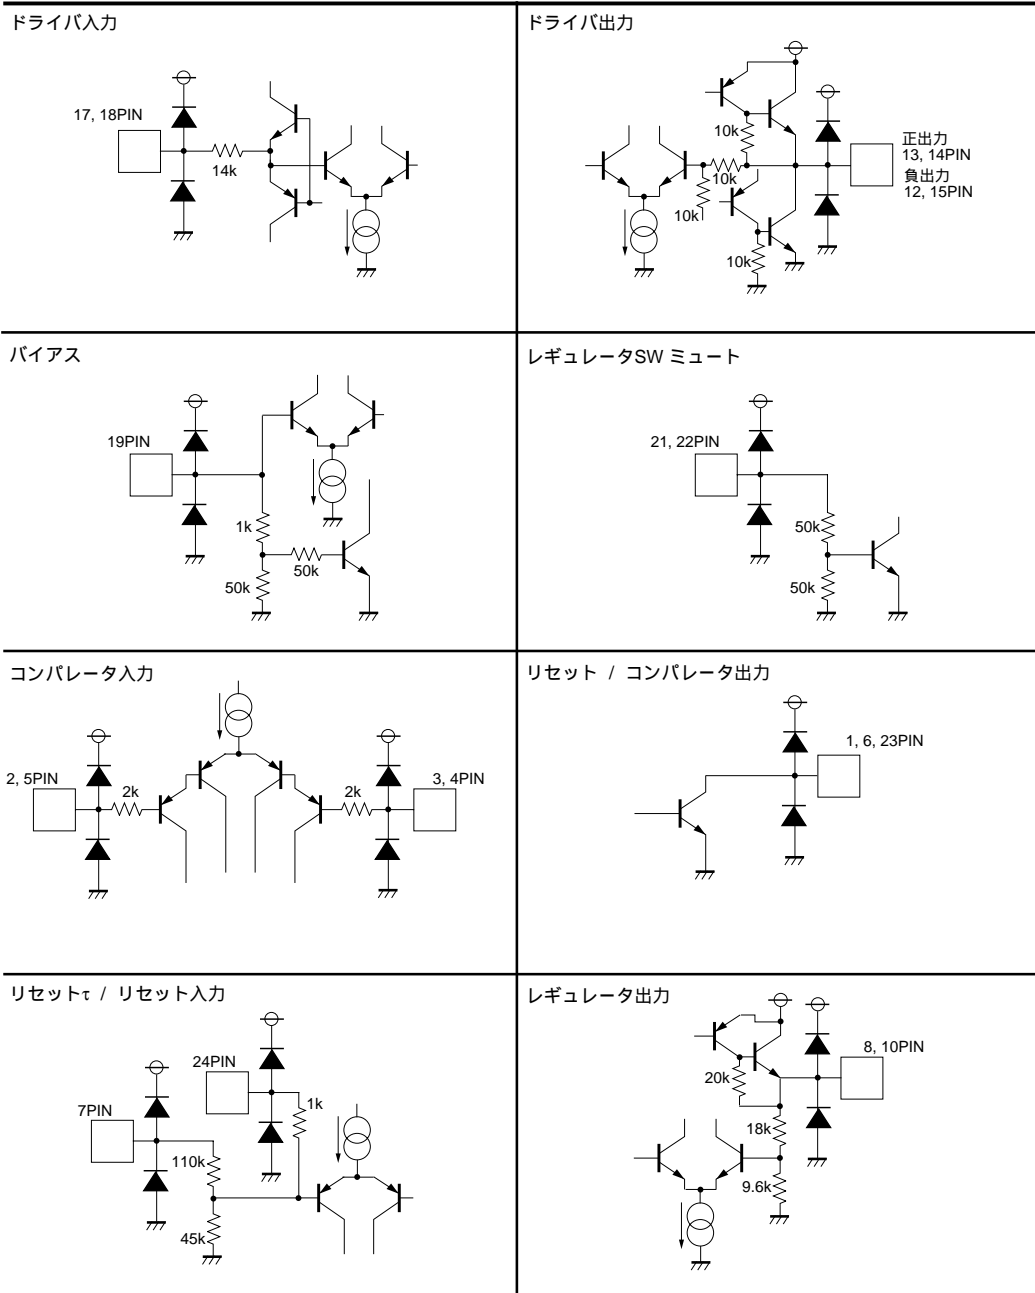 ドライバ入力
17, 18PIN
14k
ドライバ出力
10k
10k
10k
10k
正出力
13, 14PIN
負出力
12, 15PIN
バイアス
19PIN
1k
50k
50k
レギュレータSW ミュート
21, 22PIN
50k
50k
コンパレータ入力
2, 5PIN
2k
2k
3, 4PIN
リセット / コンパレータ出力
1, 6, 23PIN
リセットτ / リセット入力
24PIN
7PIN
1k
110k
45k
レギュレータ出力
8, 10PIN
20k
18k
9.6k